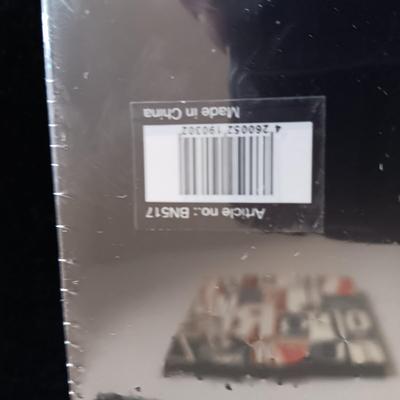 Article no.: BN517
4 260052 190302
Made in China